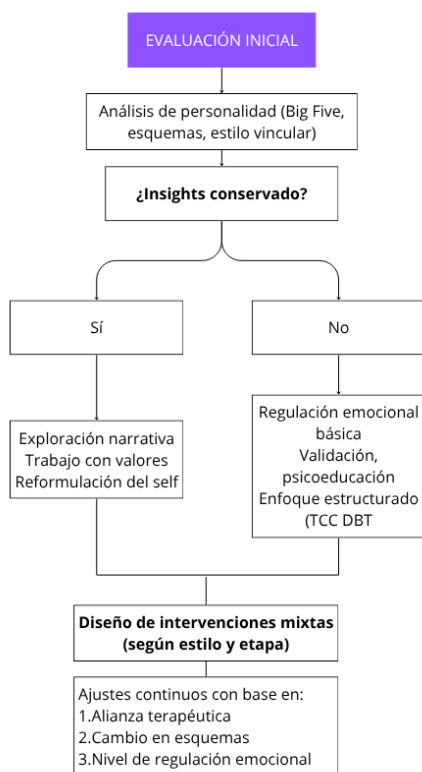 EVALUACIÓN INICIAL
Análisis de personalidad (Big Five,
esquemas, estilo vincular)
¿Insights conservado?
Sí
No
Exploración narrativa
Trabajo con valores
Reformulación del self
Regulación emocional
básica
Validación,
psicoeducación
Enfoque estructurado
(TCC DBT
Diseño de intervenciones mixtas
(según estilo y etapa)
Ajustes continuos con base en:
1.Alianza terapéutica
2.Cambio en esquemas
3.Nivel de regulación emocional